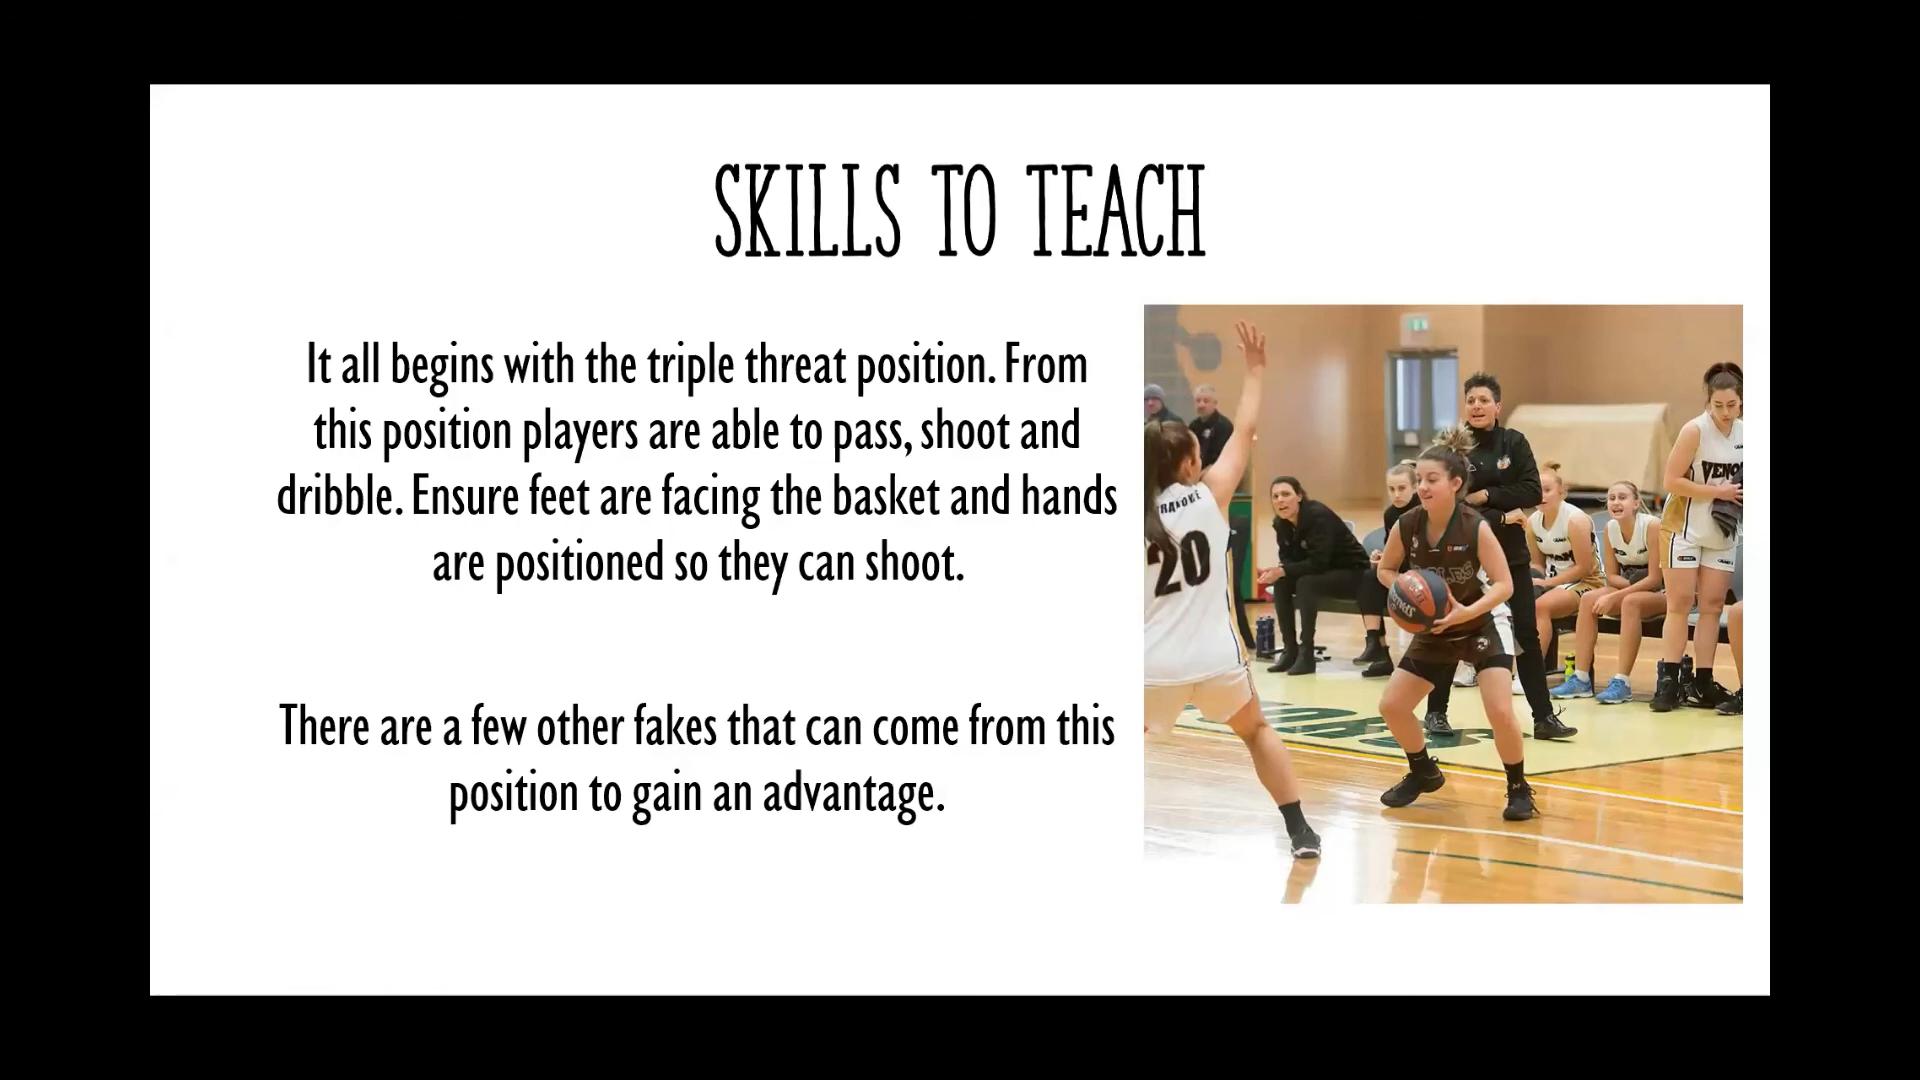 SKILLS TO TEACH
It all begins with the triple threat position. From
this position players are able to pass, shoot and
dribble. Ensure feet are facing the basket and hands
are positioned so they can shoot.
There are a few other fakes that can come from this
position to gain an advantage.
20